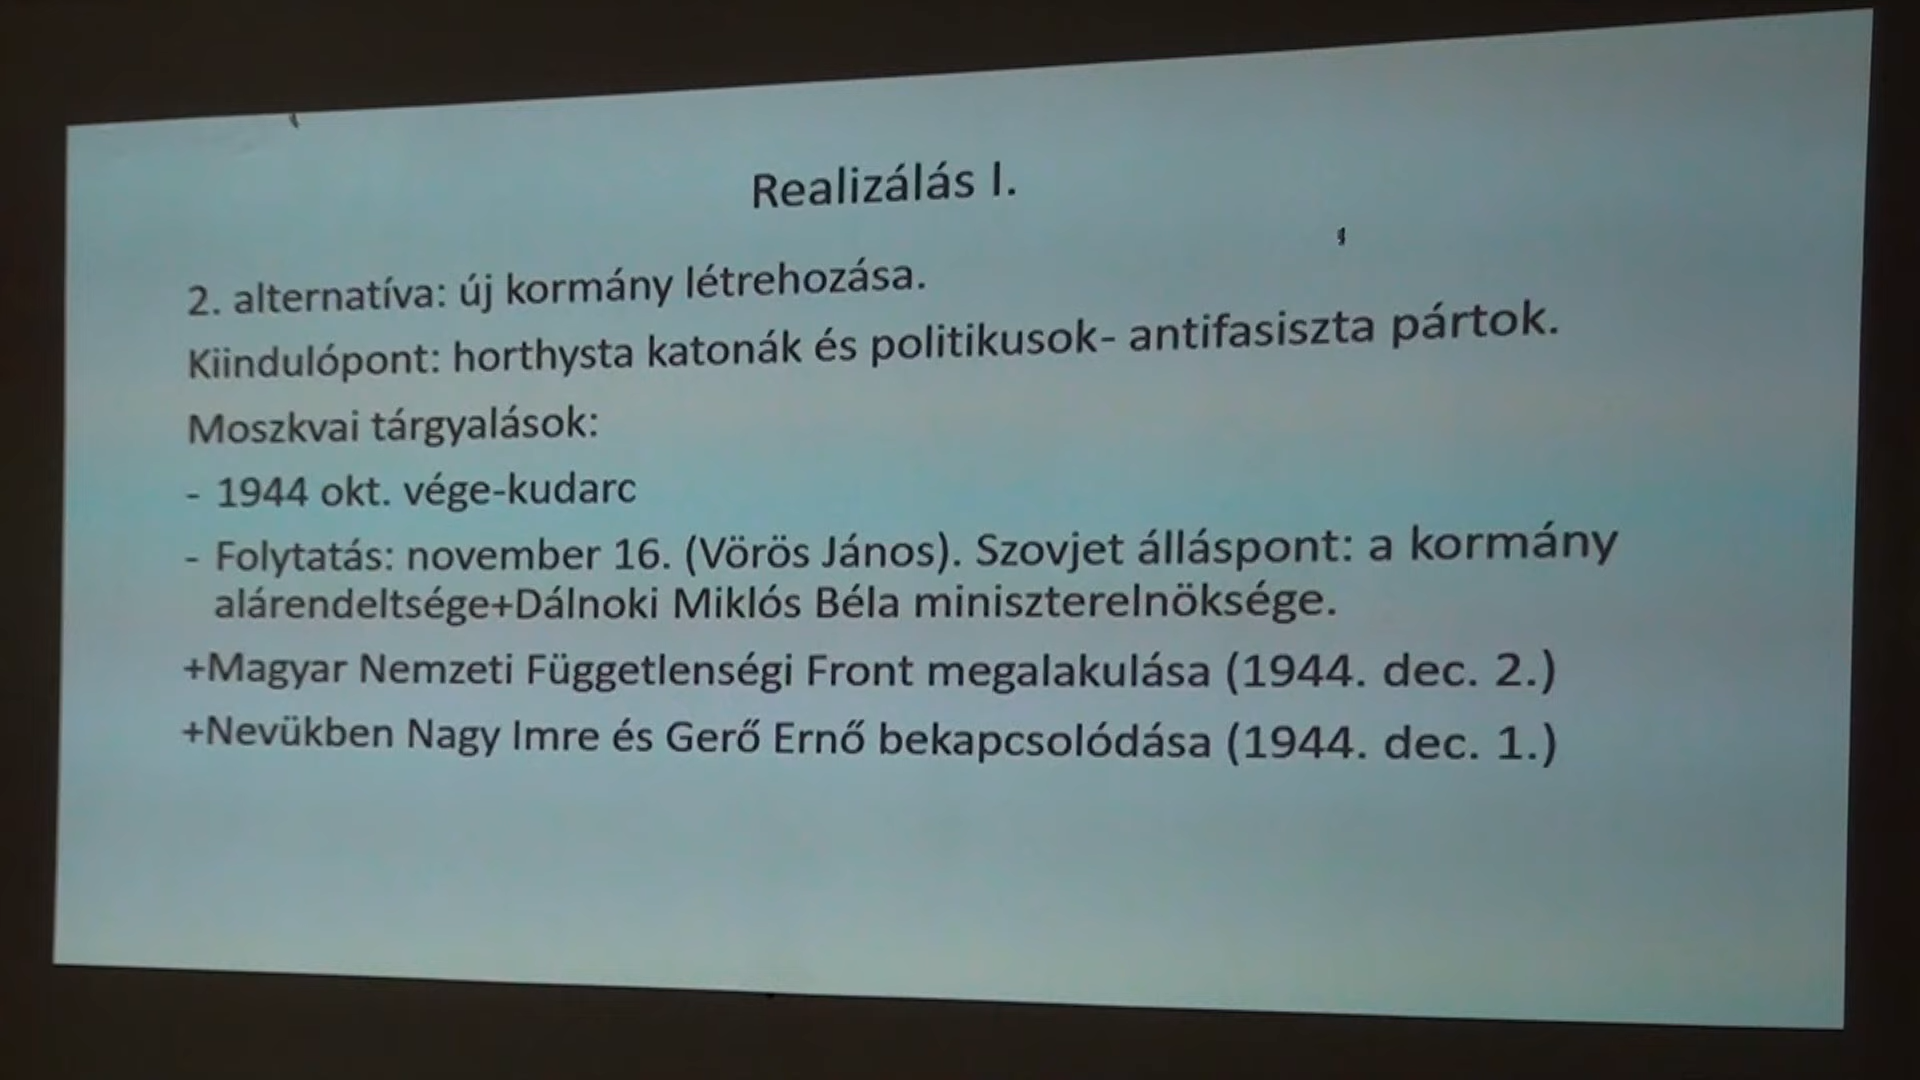 Realizálás I.
2. alternatíva: új kormány létrehozása.
Kiindulópont: horthysta katonák és politikusok- antifasiszta pártok.
Moszkvai tárgyalások:
- 1944 okt. vége-kudarc
- Folytatás: november 16. (Vörös János). Szovjet álláspont: a kormány
alárendeltsége+Dálnoki Miklós Béla miniszterelnöksége.
+Magyar Nemzeti Függetlenségi Front megalakulása (1944. dec. 2.)
+Nevükben Nagy Imre és Gerő Ernő bekapcsolódása (1944. dec. 1.)